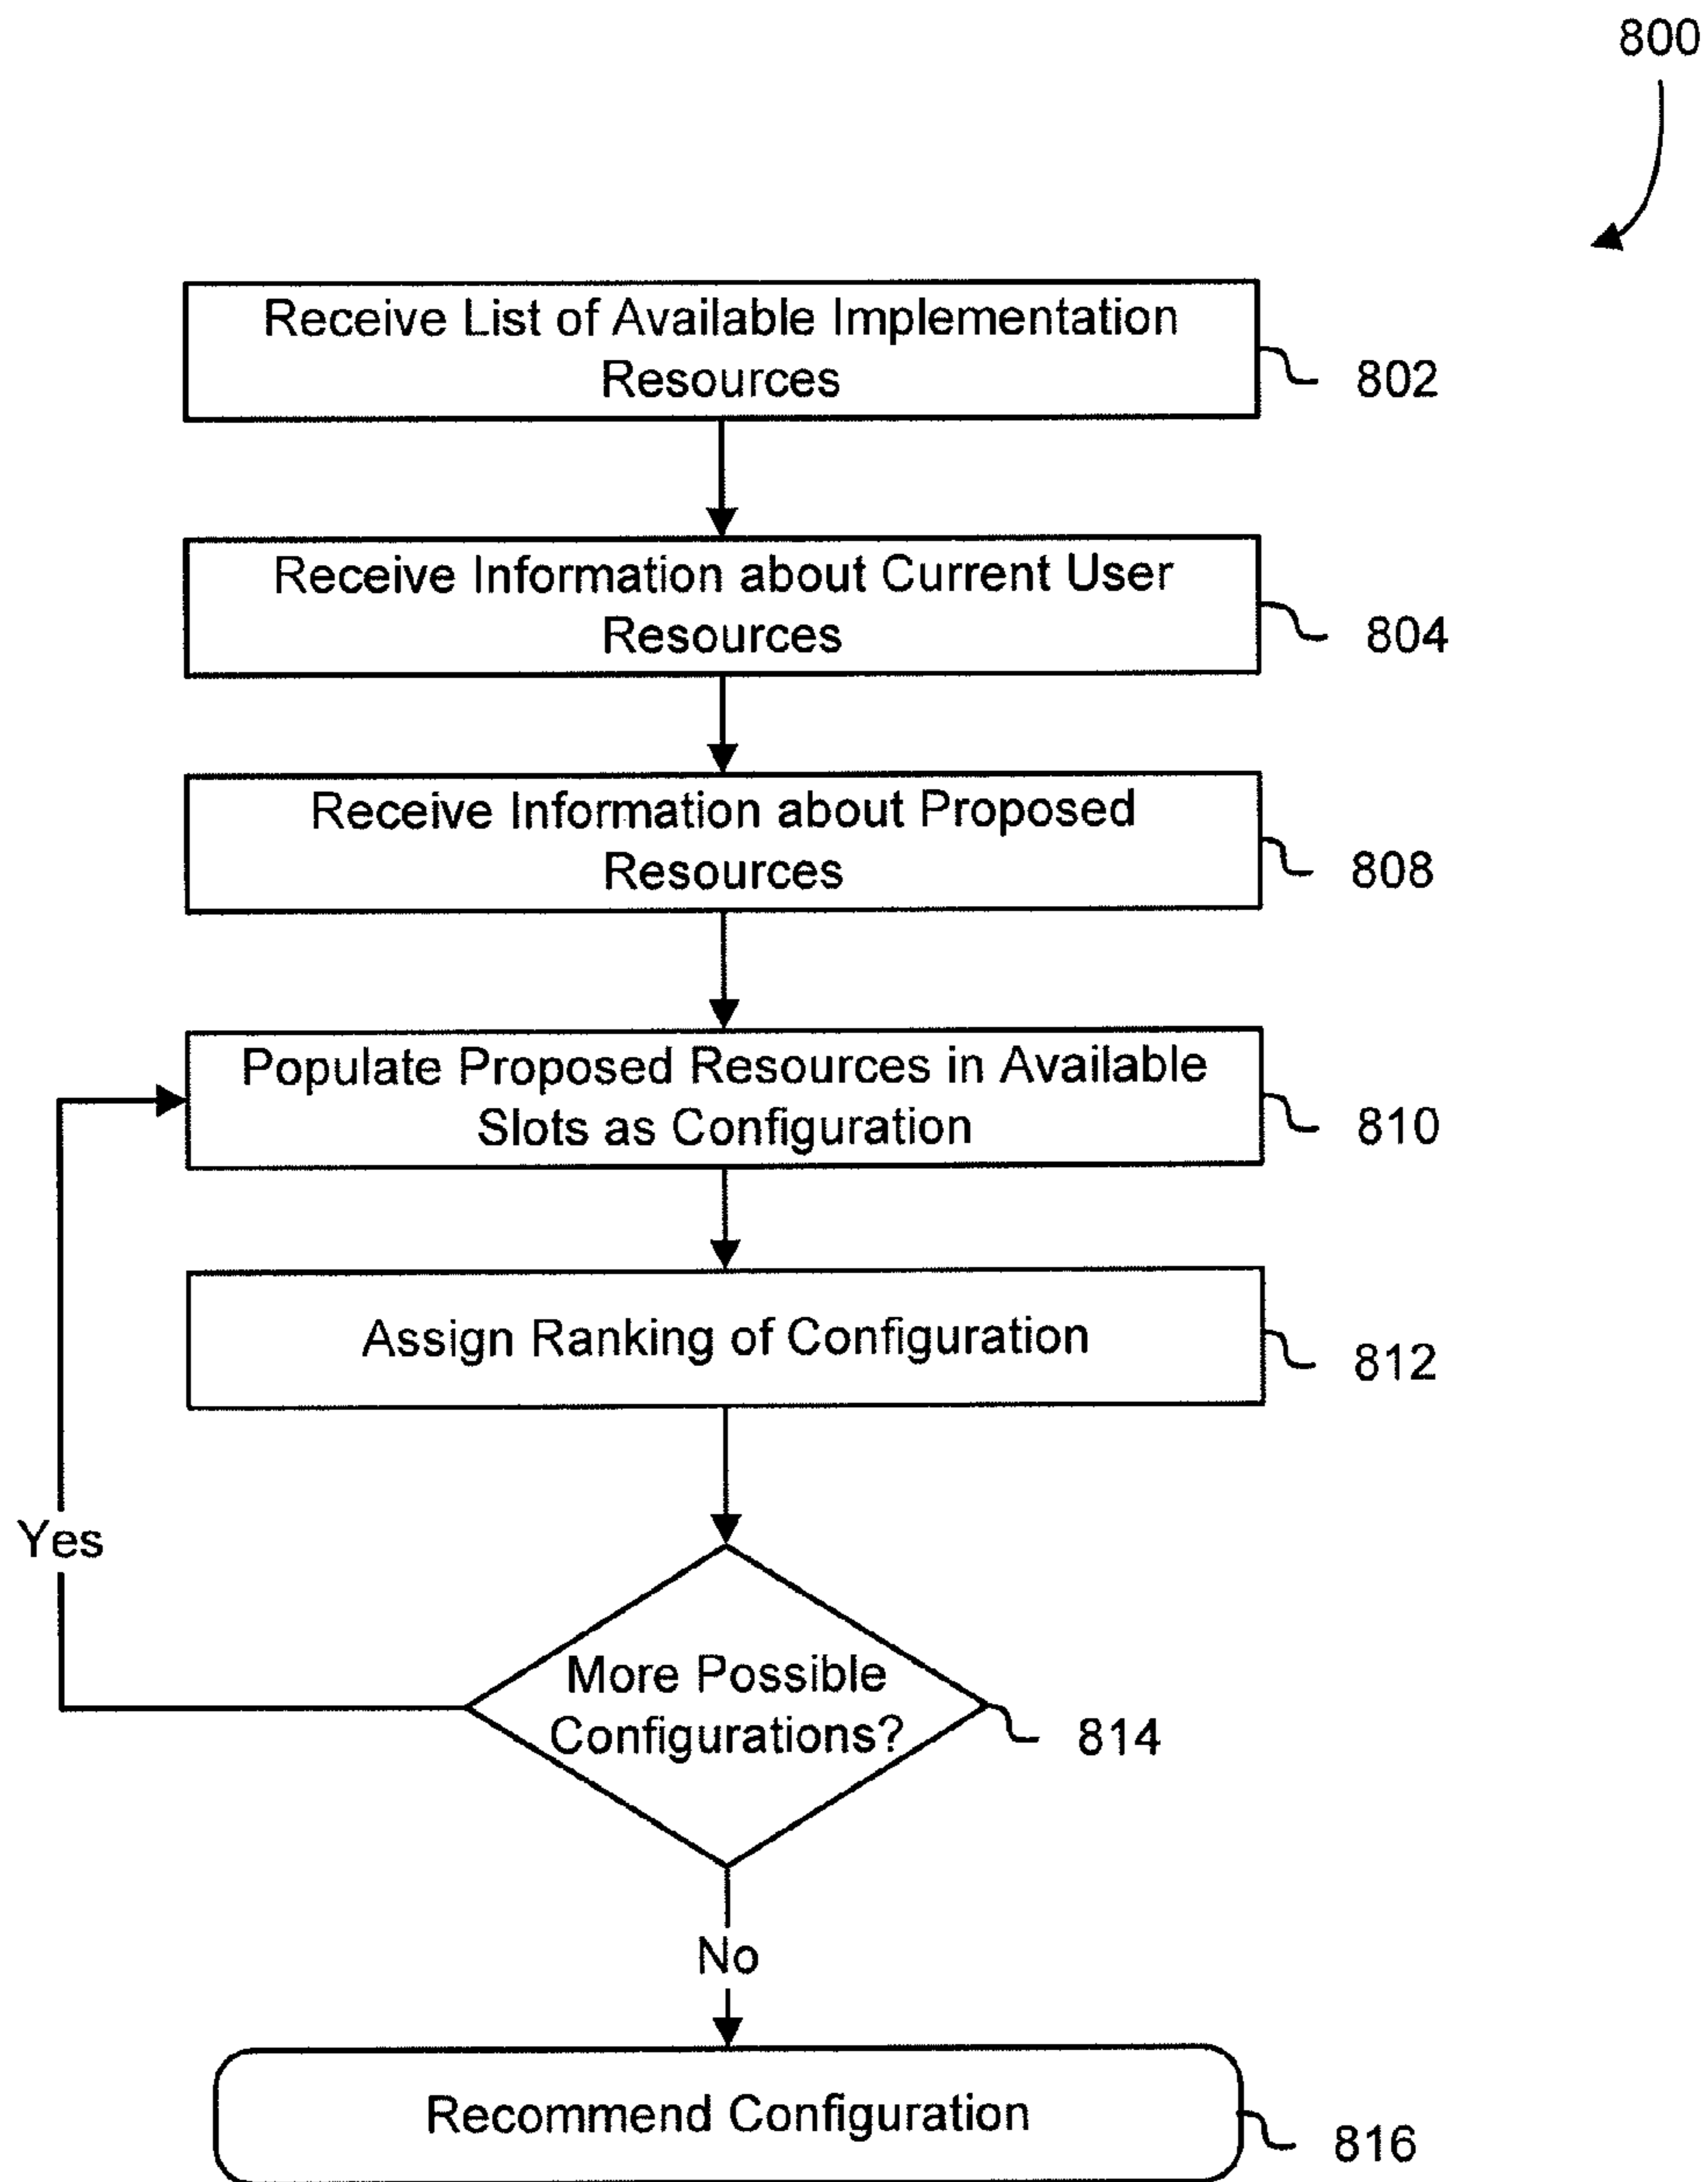 800
Receive List of Available Implementation
Resources
802
Receive Information about Current User
Resources
804
Receive Information about Proposed
Resources
808
Populate Proposed Resources in Available
Slots as Configuration
810
Assign Ranking of Configuration
812
Yes
More Possible
Configurations?
814
No
Recommend Configuration
816